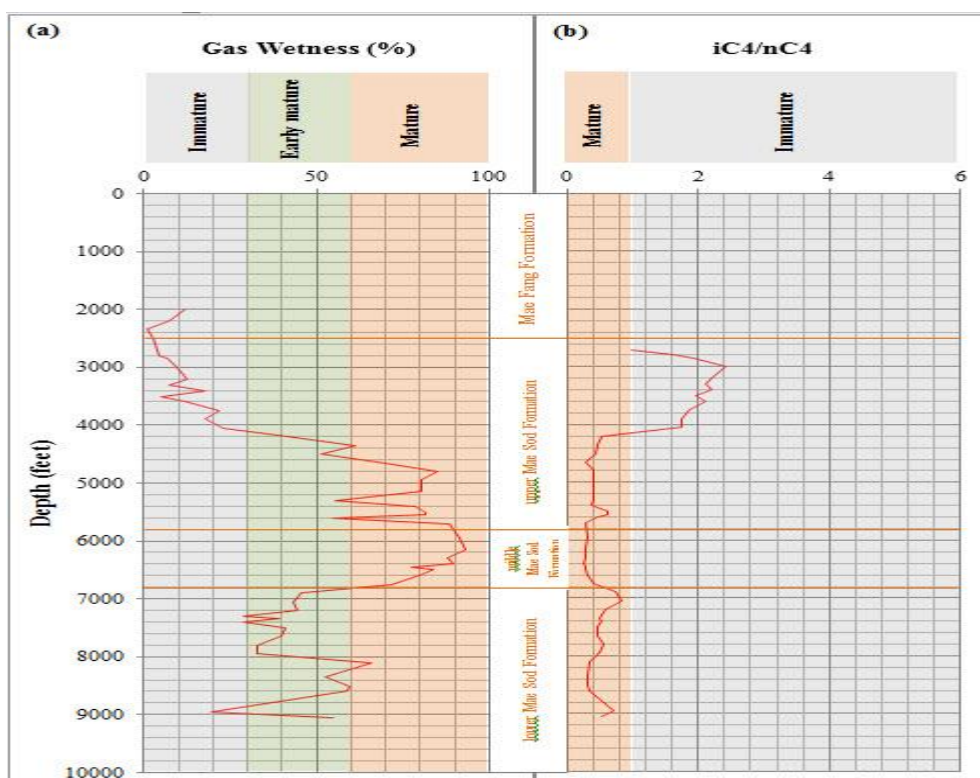 (a)
Gas Wetness (%)
Immature
Early mature
Mature
0 50 100
(b)
iC4/nC4
Mature
Immature
0 2 4 6
Depth (feet)
0
1000
2000
3000
4000
5000
6000
7000
8000
9000
10000
Mae Fang Formation
upper Mae Sod Formation
middle
Mae Sod
Formation
lower Mae Sod Formation